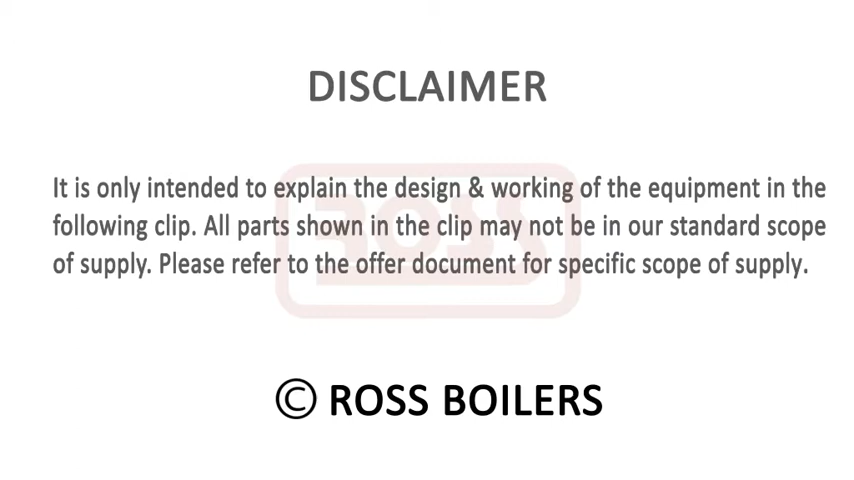 DISCLAIMER
It is only intended to explain the design & working of the equipment in the
following clip. All parts shown in the clip may not be in our standard scope
of supply. Please refer to the offer document for specific scope of supply.
ROSS
© ROSS BOILERS